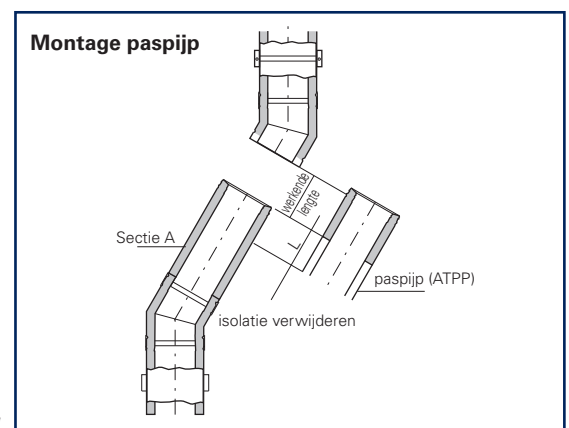 Montage paspijp
werkende
lengte
L
Sectie A
paspijp (ATPP)
isolatie verwijderen